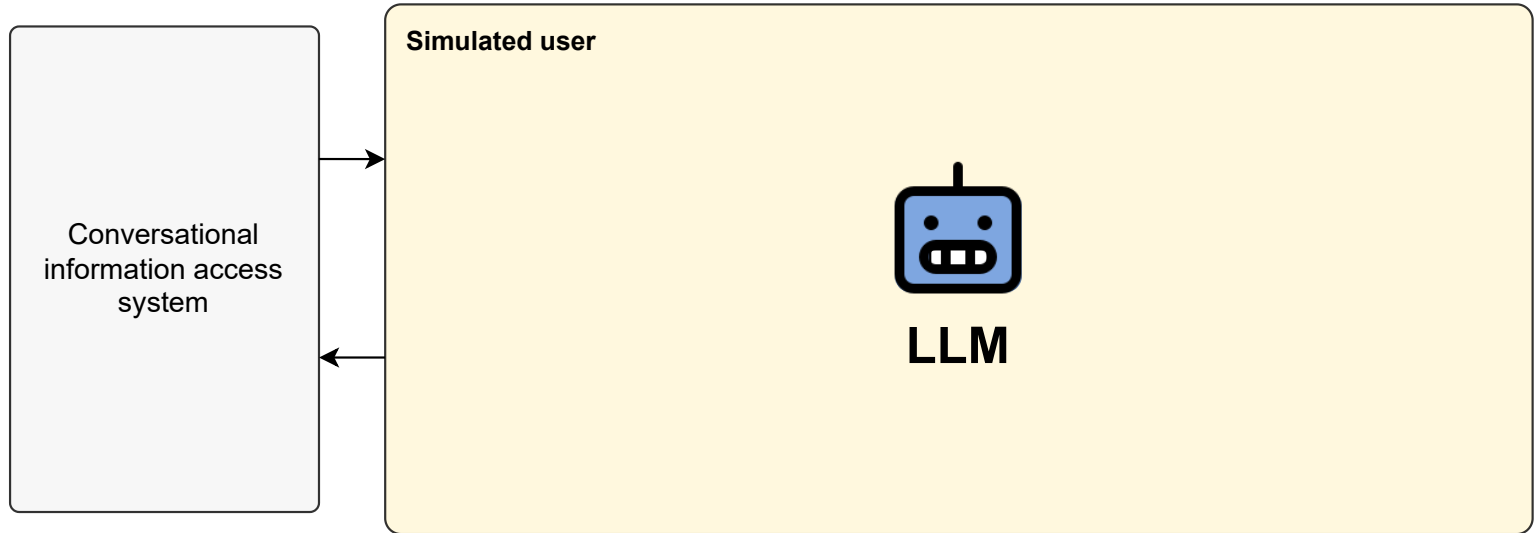 Simulated user
Conversational
information access
system
LLM